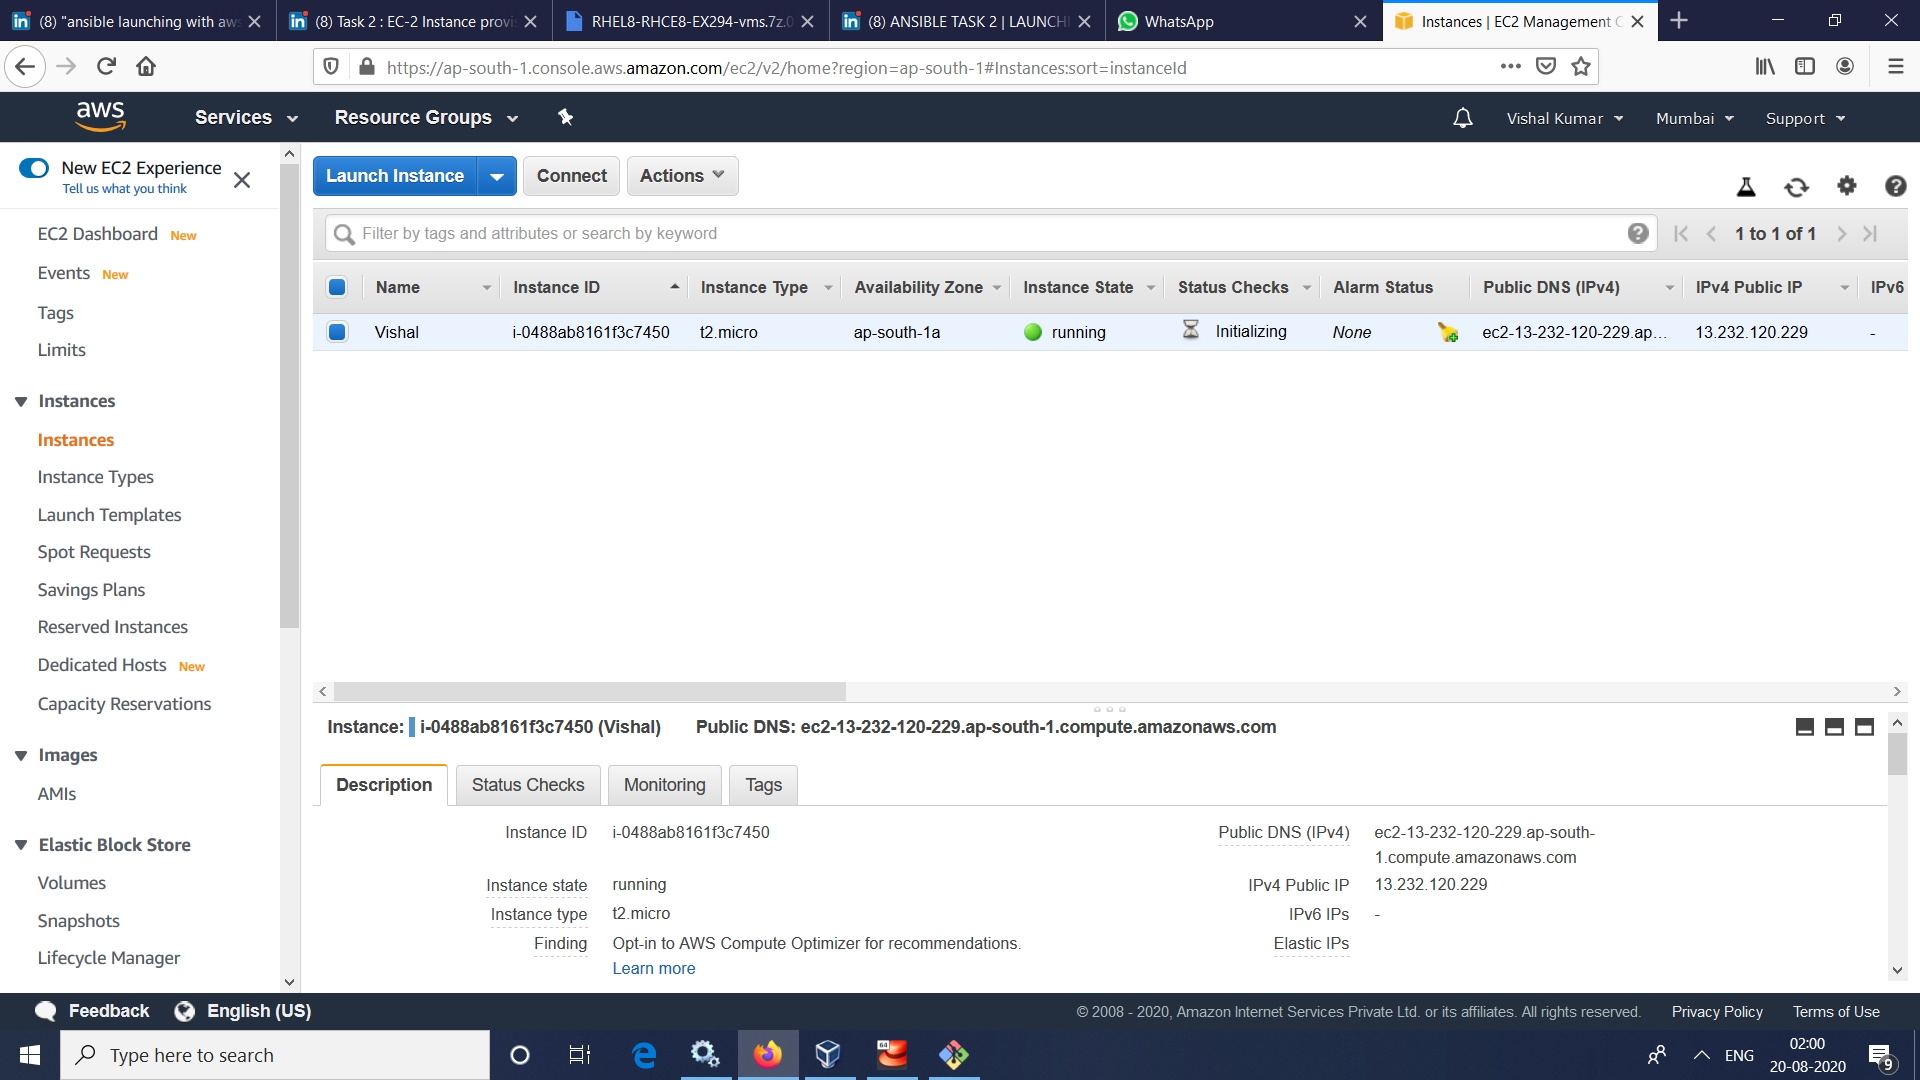 (8) "ansible launching with aws
(8) Task 2 : EC-2 Instance provis
RHEL8-RHCE8-EX294-vms.7z.0
(8) ANSIBLE TASK 2 | LAUNCHI
WhatsApp
Instances | EC2 Management C
https://ap-south-1.console.aws.amazon.com/ec2/v2/home?region=ap-south-1#Instances:sort=instanceId
aws Services Resource Groups Vishal Kumar Mumbai Support
New EC2 Experience
Tell us what you think
EC2 Dashboard New
Events New
Tags
Limits
Instances
Instances
Instance Types
Launch Templates
Spot Requests
Savings Plans
Reserved Instances
Dedicated Hosts New
Capacity Reservations
Images
AMIs
Elastic Block Store
Volumes
Snapshots
Lifecycle Manager
Launch Instance Connect Actions
Filter by tags and attributes or search by keyword 1 to 1 of 1
Name Instance ID Instance Type Availability Zone Instance State Status Checks Alarm Status Public DNS (IPv4) IPv4 Public IP IPv6
Vishal i-0488ab8161f3c7450 t2.micro ap-south-1a running Initializing None ec2-13-232-120-229.ap... 13.232.120.229 -
Instance: i-0488ab8161f3c7450 (Vishal) Public DNS: ec2-13-232-120-229.ap-south-1.compute.amazonaws.com
Description Status Checks Monitoring Tags
Instance ID i-0488ab8161f3c7450
Instance state running
Instance type t2.micro
Finding Opt-in to AWS Compute Optimizer for recommendations.
Learn more
Public DNS (IPv4) ec2-13-232-120-229.ap-south-
1.compute.amazonaws.com
IPv4 Public IP 13.232.120.229
IPv6 IPs -
Elastic IPs
Feedback English (US) © 2008 - 2020, Amazon Internet Services Private Ltd. or its affiliates. All rights reserved. Privacy Policy Terms of Use
Type here to search
64
ENG
02:00
20-08-2020
9